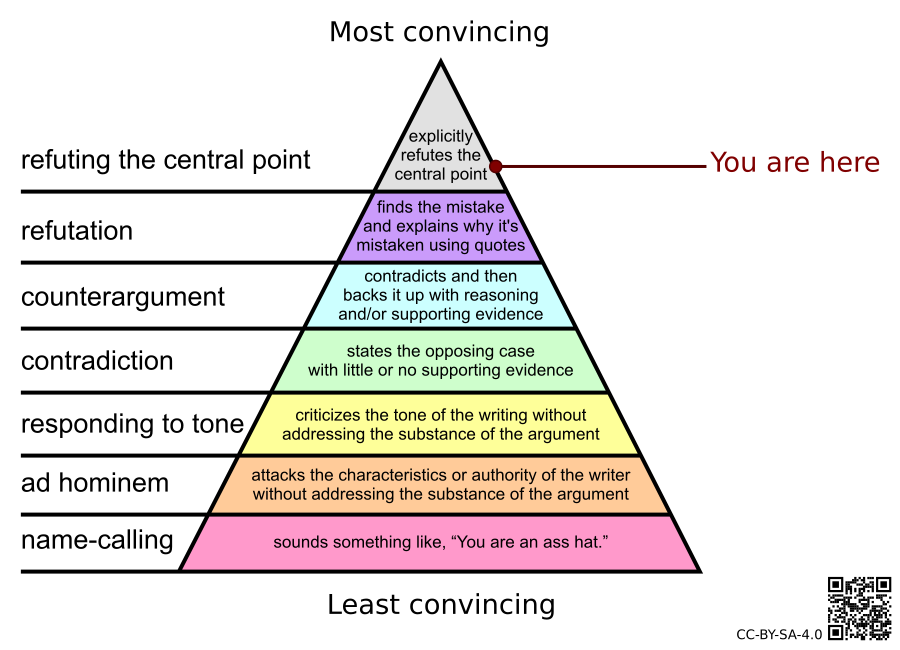 Most convincing
refuting the central point
explicitly
refutes the
central point
You are here
refutation
finds the mistake
and explains why it's
mistaken using quotes
counterargument
contradicts and then
backs it up with reasoning
and/or supporting evidence
contradiction
states the opposing case
with little or no supporting evidence
responding to tone
criticizes the tone of the writing without
addressing the substance of the argument
ad hominem
attacks the characteristics or authority of the writer
without addressing the substance of the argument
name-calling
sounds something like, “You are an ass hat.”
Least convincing
CC-BY-SA-4.0